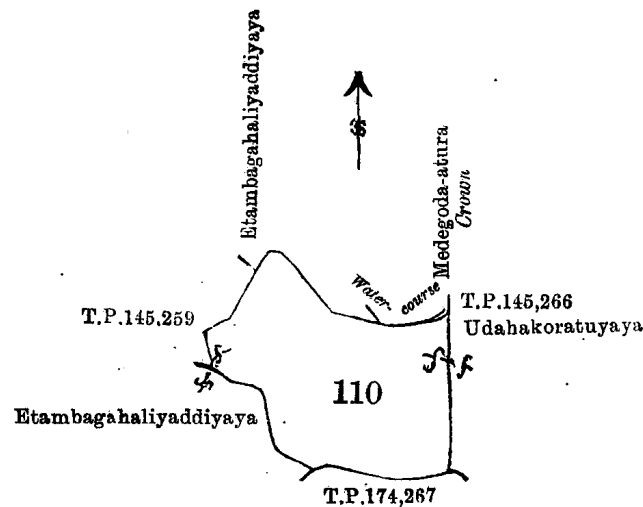 Etambagahaliyaddiyaya
Medegoda-atura
Crown
Water-course
T.P.145,259
T.P.145,266
Udahakoratuyaya
110
Etambagahaliyaddiyaya
T.P.174,267